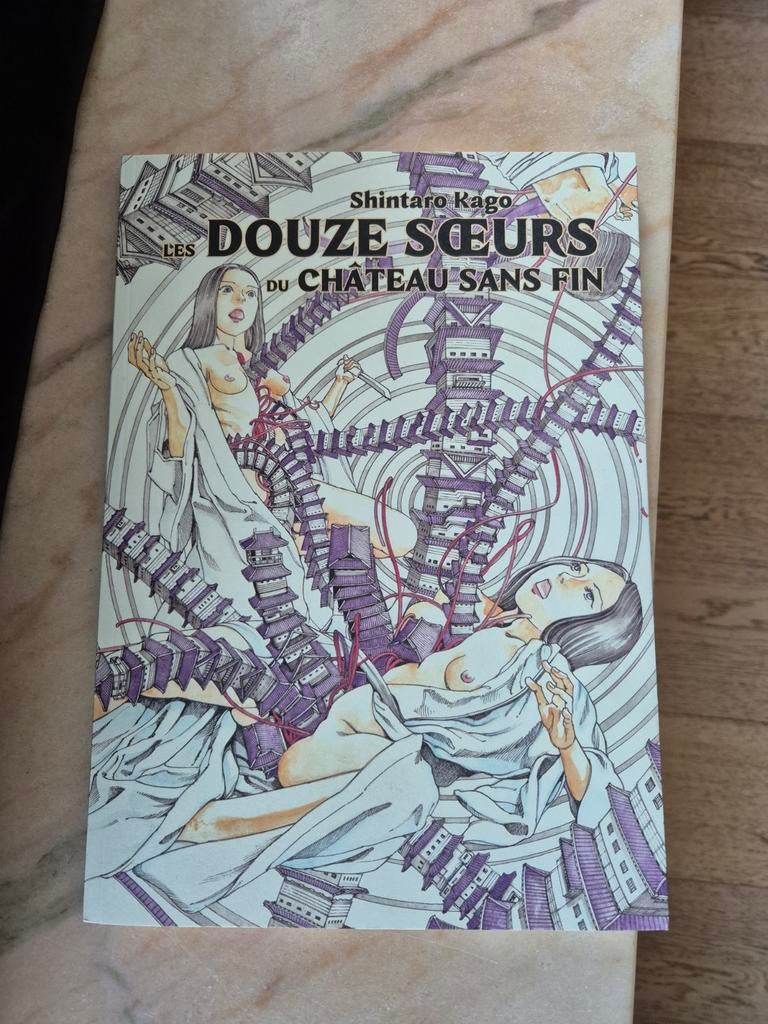 Shintaro Kago
LES DOUZE SŒURS
DU CHÂTEAU SANS FIN